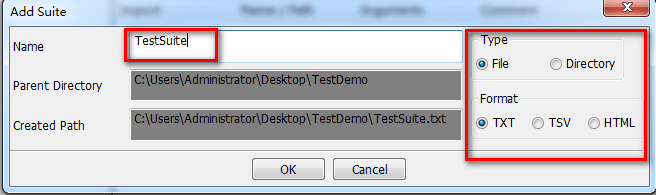 Add Suite
Import Name / Path Arguments Comment
Name TestSuite
Parent Directory C:\Users\Administrator\Desktop\TestDemo
Created Path C:\Users\Administrator\Desktop\TestDemo\TestSuite.txt
Type
File Directory
Format
TXT TSV HTML
OK Cancel